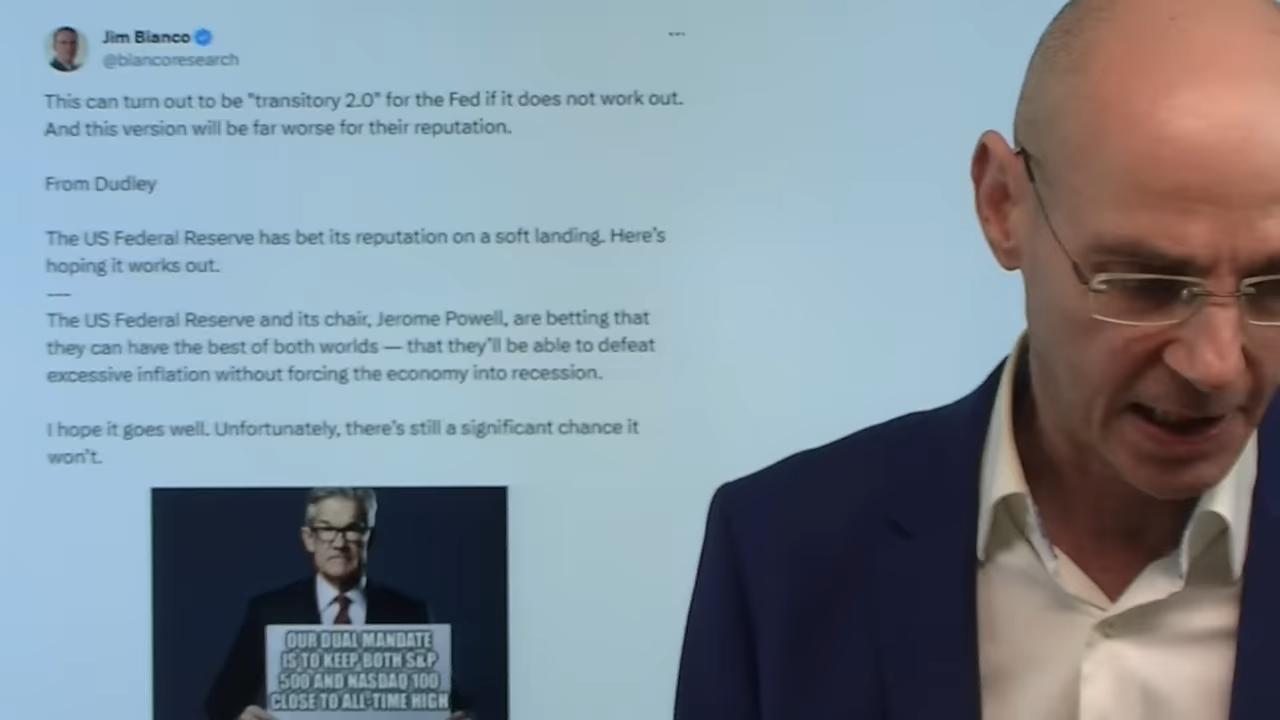 Jim Bianco
@biancoresearch
This can turn out to be "transitory 2.0" for the Fed if it does not work out.
And this version will be far worse for their reputation.
From Dudley
The US Federal Reserve has bet its reputation on a soft landing. Here's
hoping it works out.
—
The US Federal Reserve and its chair, Jerome Powell, are betting that
they can have the best of both worlds — that they'll be able to defeat
excessive inflation without forcing the economy into recession.
I hope it goes well. Unfortunately, there's still a significant chance it
won't.
OUR DUAL MANDATE
IS TO KEEP BOTH S&P
500 AND NASDAQ 100
CLOSE TO ALL-TIME HIGH